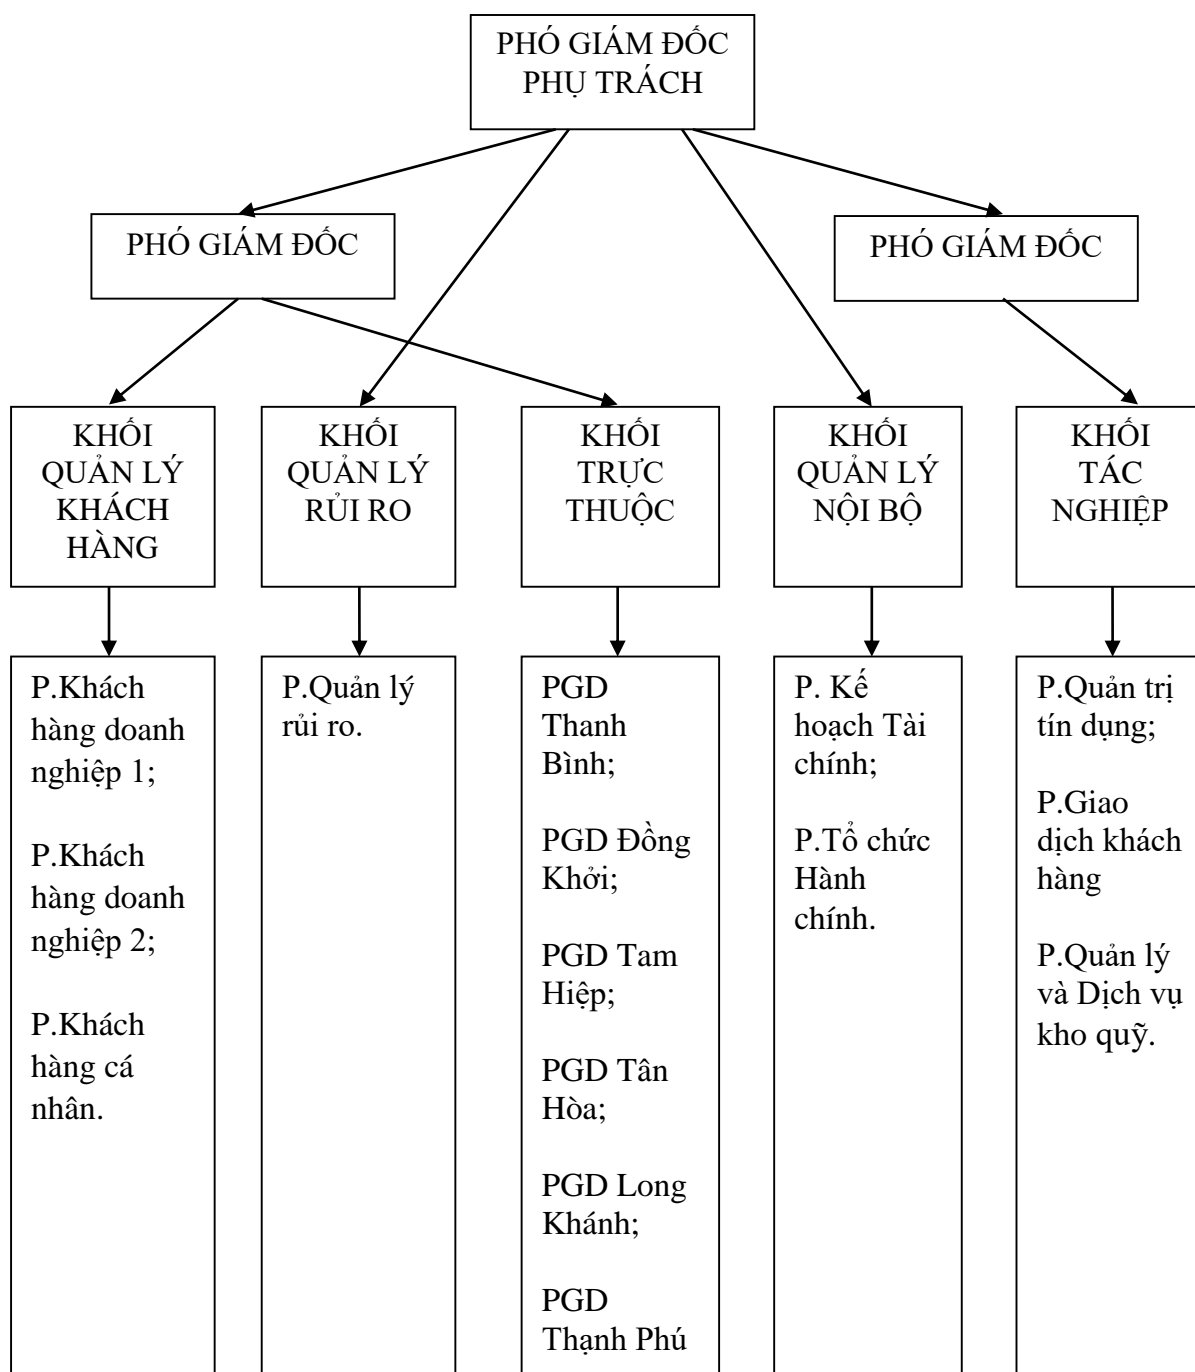 PHÓ GIÁM ĐỐC
PHỤ TRÁCH
PHÓ GIÁM ĐỐC
PHÓ GIÁM ĐỐC
KHỐI
QUẢN LÝ
KHÁCH
HÀNG
KHỐI
QUẢN LÝ
RỦI RO
KHỐI
TRỰC
THUỘC
KHỐI
QUẢN LÝ
NỘI BỘ
KHỐI
TÁC
NGHIỆP
P.Khách
hàng doanh
nghiệp 1;
P.Khách
hàng doanh
nghiệp 2;
P.Khách
hàng cá
nhân.
P.Quản lý
rủi ro.
PGD
Thanh
Bình;
PGD Đồng
Khởi;
PGD Tam
Hiệp;
PGD Tân
Hòa;
PGD Long
Khánh;
PGD
Thạnh Phú
P. Kế
hoạch Tài
chính;
P.Tổ chức
Hành
chính.
P.Quản trị
tín dụng;
P.Giao
dịch khách
hàng
P.Quản lý
và Dịch vụ
kho quỹ.